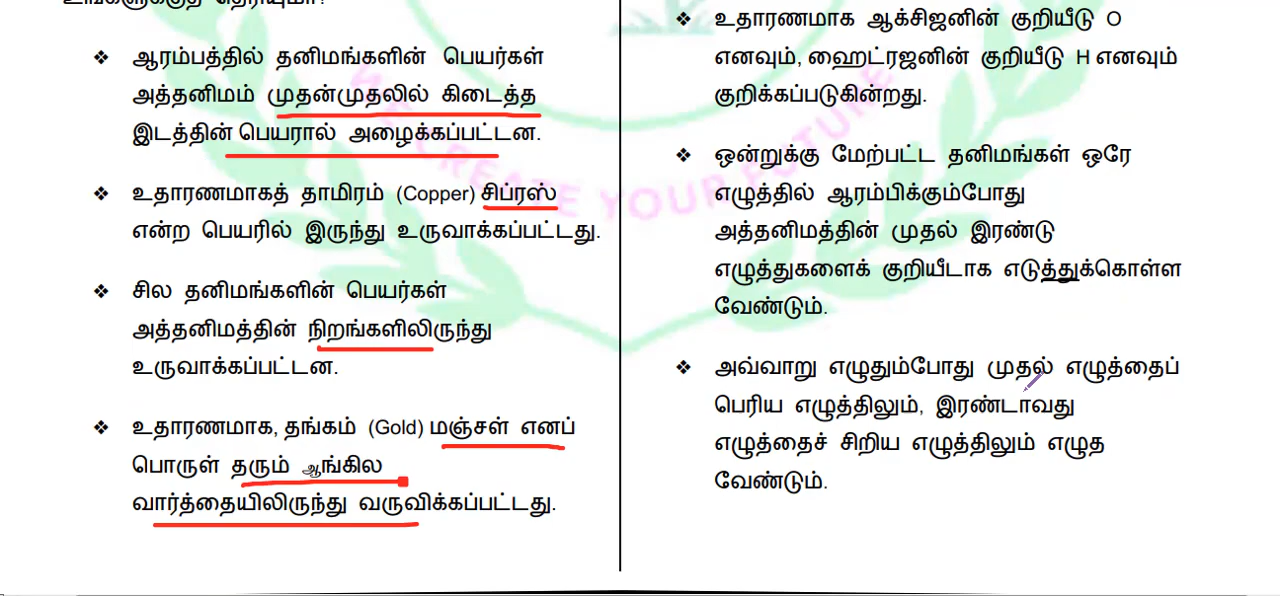 உங்களுக்குத் தெரியுமா?
❖ ஆரம்பத்தில் தனிமங்களின் பெயர்கள்
அத்தனிமம் முதன்முதலில் கிடைத்த
இடத்தின் பெயரால் அழைக்கப்பட்டன.
❖ உதாரணமாகத் தாமிரம் (Copper) சிப்ரஸ்
என்ற பெயரில் இருந்து உருவாக்கப்பட்டது.
❖ சில தனிமங்களின் பெயர்கள்
அத்தனிமத்தின் நிறங்களிலிருந்து
உருவாக்கப்பட்டன.
❖ உதாரணமாக, தங்கம் (Gold) மஞ்சள் எனப்
பொருள் தரும் ஆங்கில
வார்த்தையிலிருந்து வருவிக்கப்பட்டது.
❖ உதாரணமாக ஆக்சிஜனின் குறியீடு O
எனவும், ஹைட்ரஜனின் குறியீடு H எனவும்
குறிக்கப்படுகின்றது.
❖ ஒன்றுக்கு மேற்பட்ட தனிமங்கள் ஒரே
எழுத்தில் ஆரம்பிக்கும்போது
அத்தனிமத்தின் முதல் இரண்டு
எழுத்துகளைக் குறியீடாக எடுத்துக்கொள்ள
வேண்டும்.
❖ அவ்வாறு எழுதும்போது முதல் எழுத்தைப்
பெரிய எழுத்திலும், இரண்டாவது
எழுத்தைச் சிறிய எழுத்திலும் எழுத
வேண்டும்.
WE CREATE YOUR FUTURE